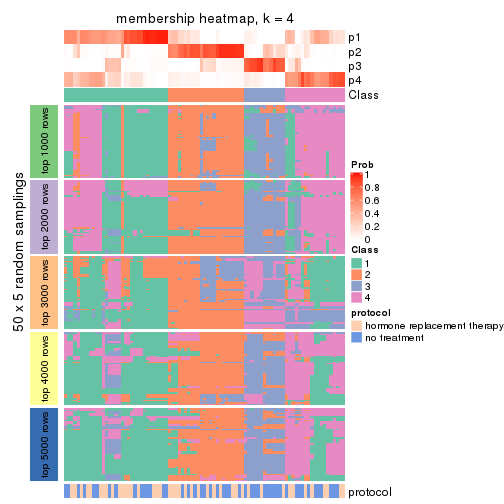 membership heatmap, k = 4
p1
p2
p3
p4
Class
50 x 5 random samplings
top 1000 rows
top 2000 rows
top 3000 rows
top 4000 rows
top 5000 rows
protocol
Prob
1
0.8
0.6
0.4
0.2
0
Class
1
2
3
4
protocol
hormone replacement therapy
no treatment